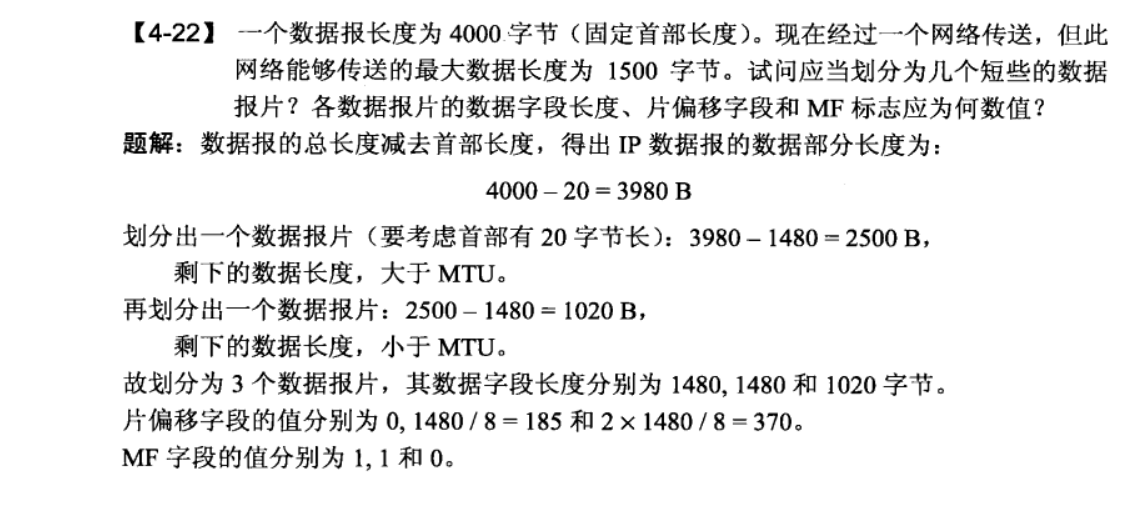 【4-22】 一个数据报长度为 4000 字节（固定首部长度）。现在经过一个网络传送，但此
网络能够传送的最大数据长度为 1500 字节。试问应当划分为几个短些的数据
报片？各数据报片的数据字段长度、片偏移字段和 MF 标志应为何数值？
题解：数据报的总长度减去首部长度，得出 IP 数据报的数据部分长度为：
4000 – 20 = 3980 B
划分出一个数据报片（要考虑首部有 20 字节长）：3980 – 1480 = 2500 B，
剩下的数据长度，大于 MTU。
再划分出一个数据报片：2500 – 1480 = 1020 B，
剩下的数据长度，小于 MTU。
故划分为 3 个数据报片，其数据字段长度分别为 1480, 1480 和 1020 字节。
片偏移字段的值分别为 0, 1480 / 8 = 185 和 2 × 1480 / 8 = 370。
MF 字段的值分别为 1, 1 和 0。